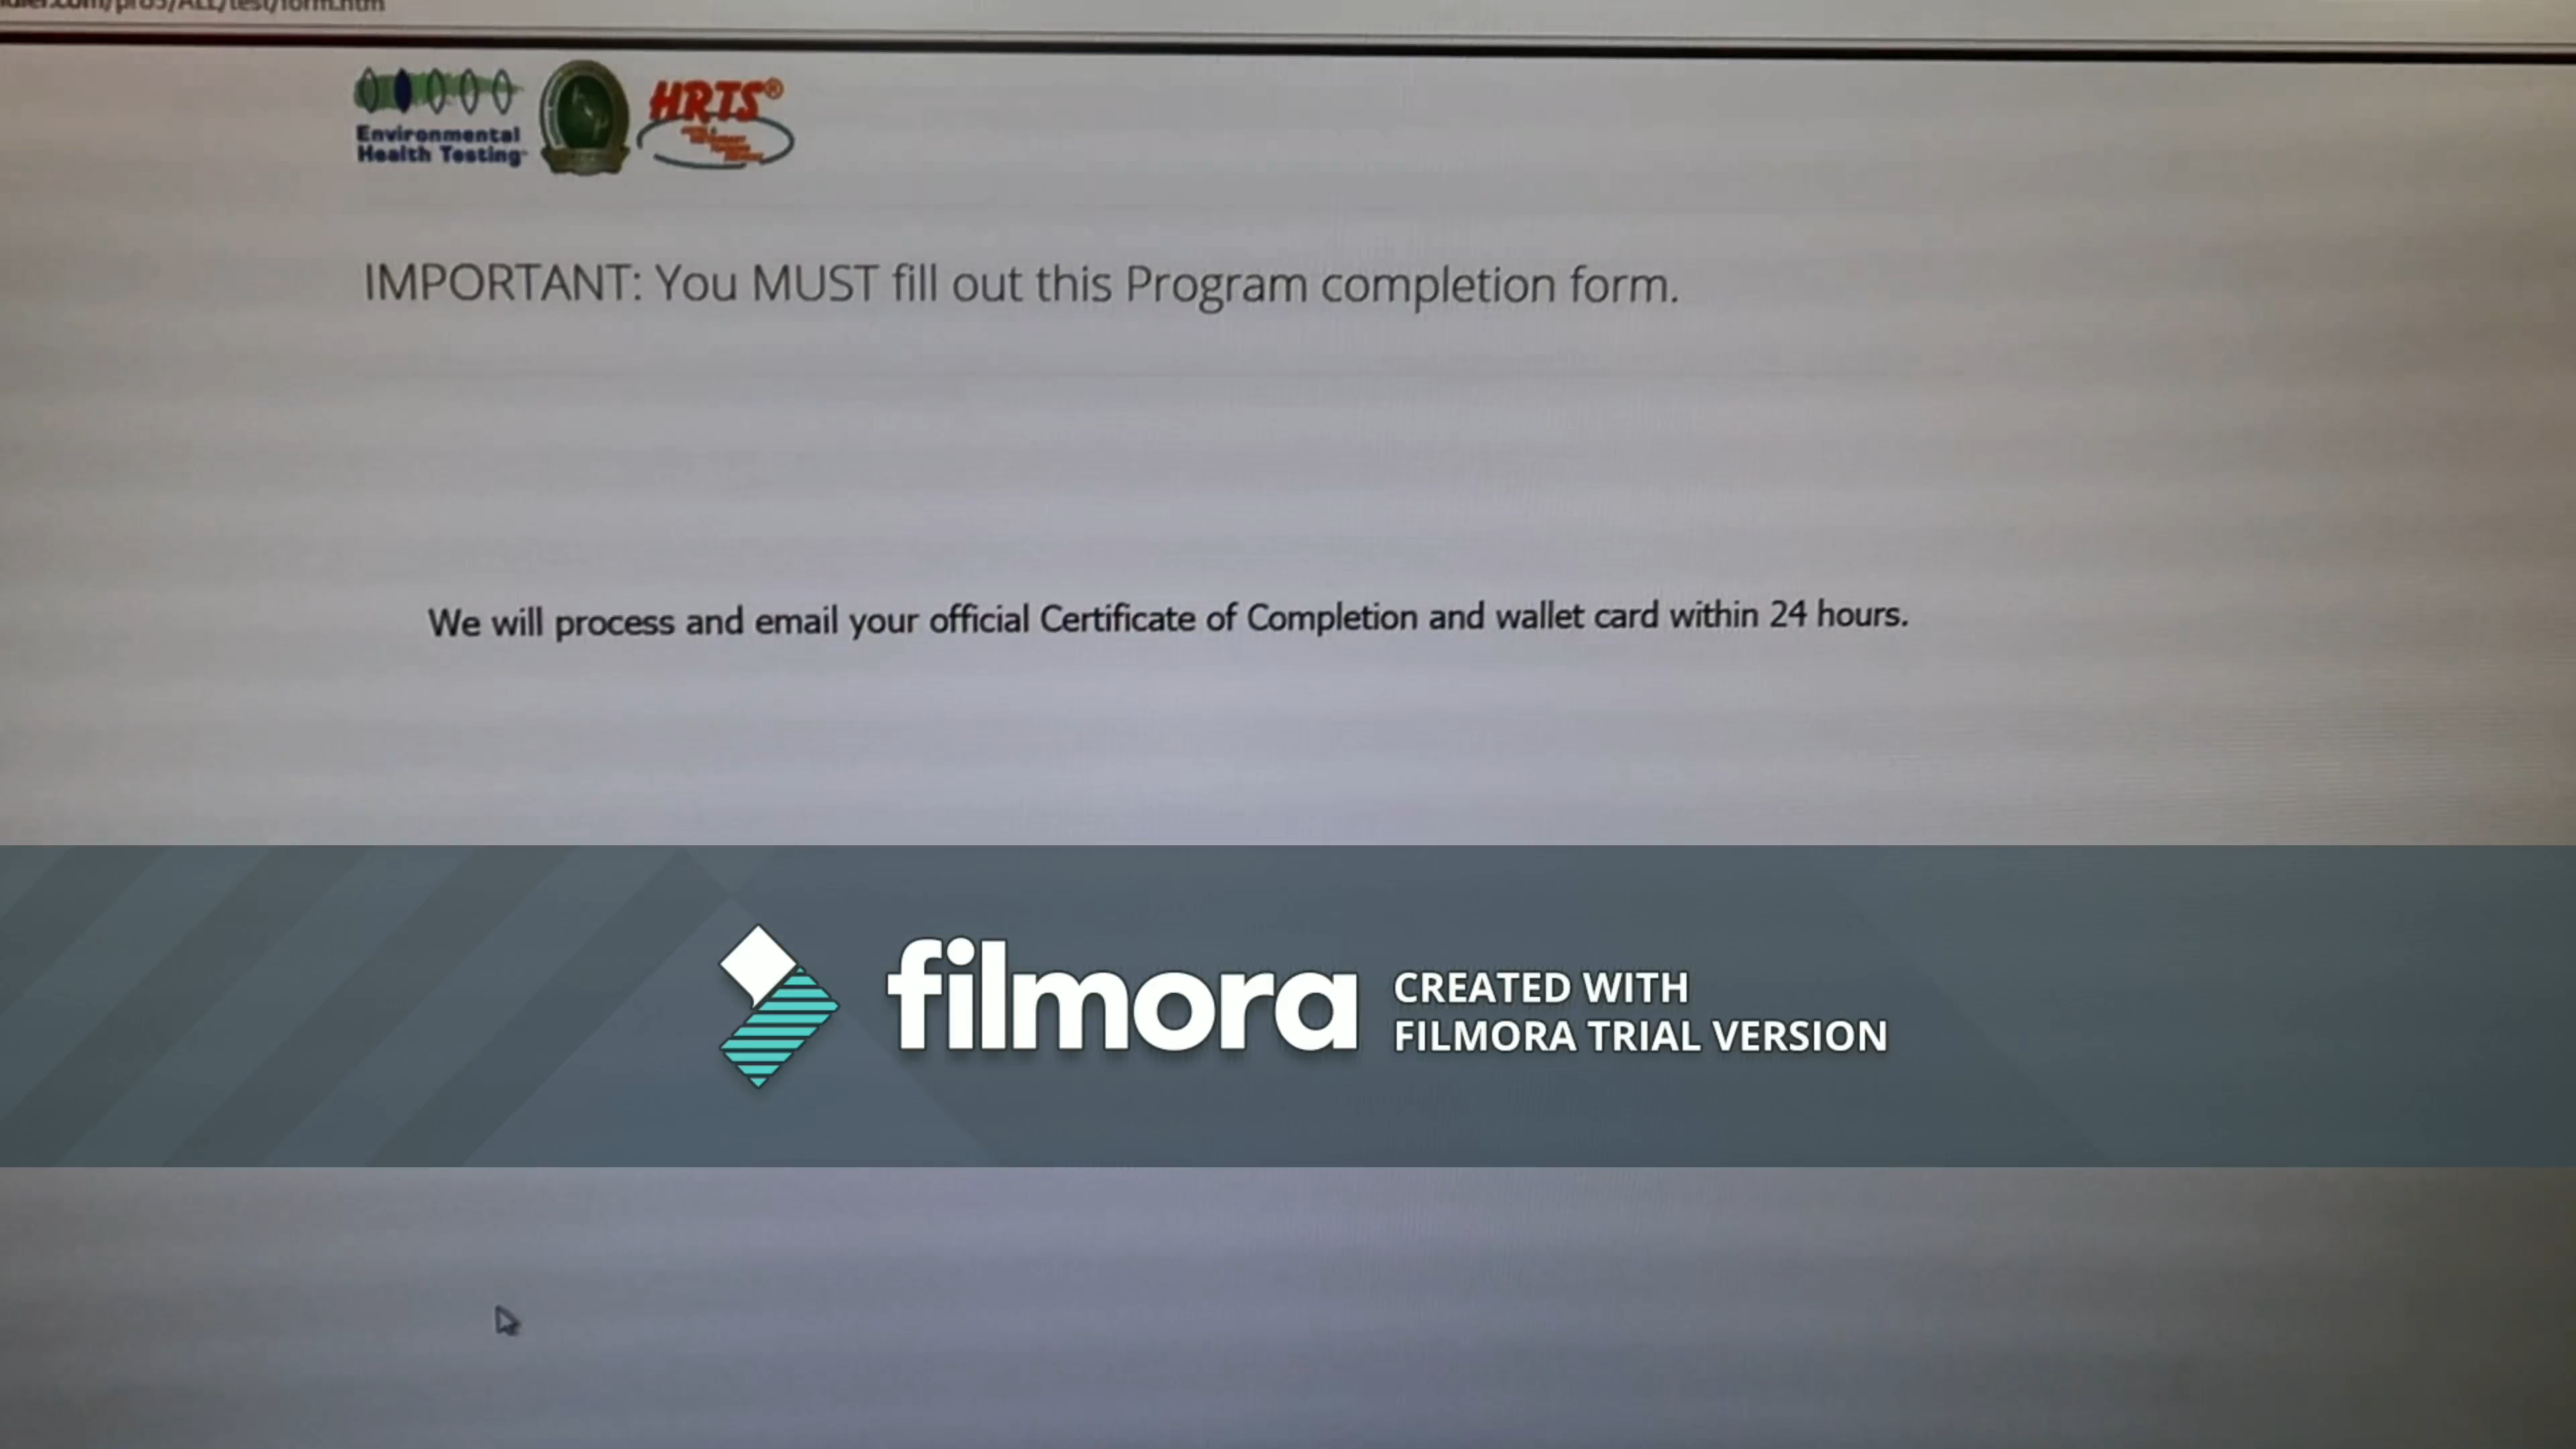 Environmental
Health Testing
HRTS®
IMPORTANT: You MUST fill out this Program completion form.
We will process and email your official Certificate of Completion and wallet card within 24 hours.
filmora
CREATED WITH
FILMORA TRIAL VERSION